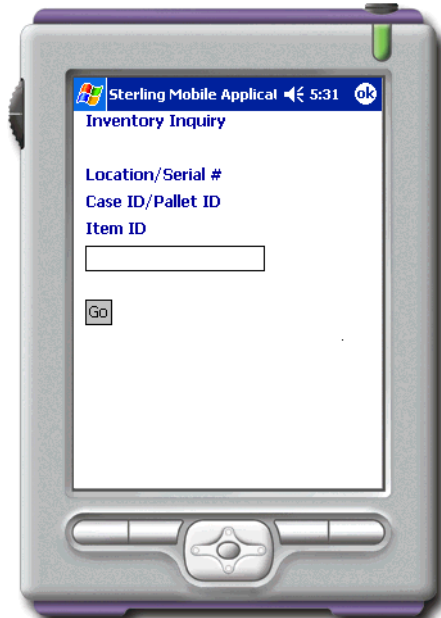 Sterling Mobile Applicat 5:31 ok
Inventory Inquiry
Location/Serial #
Case ID/Pallet ID
Item ID
Go